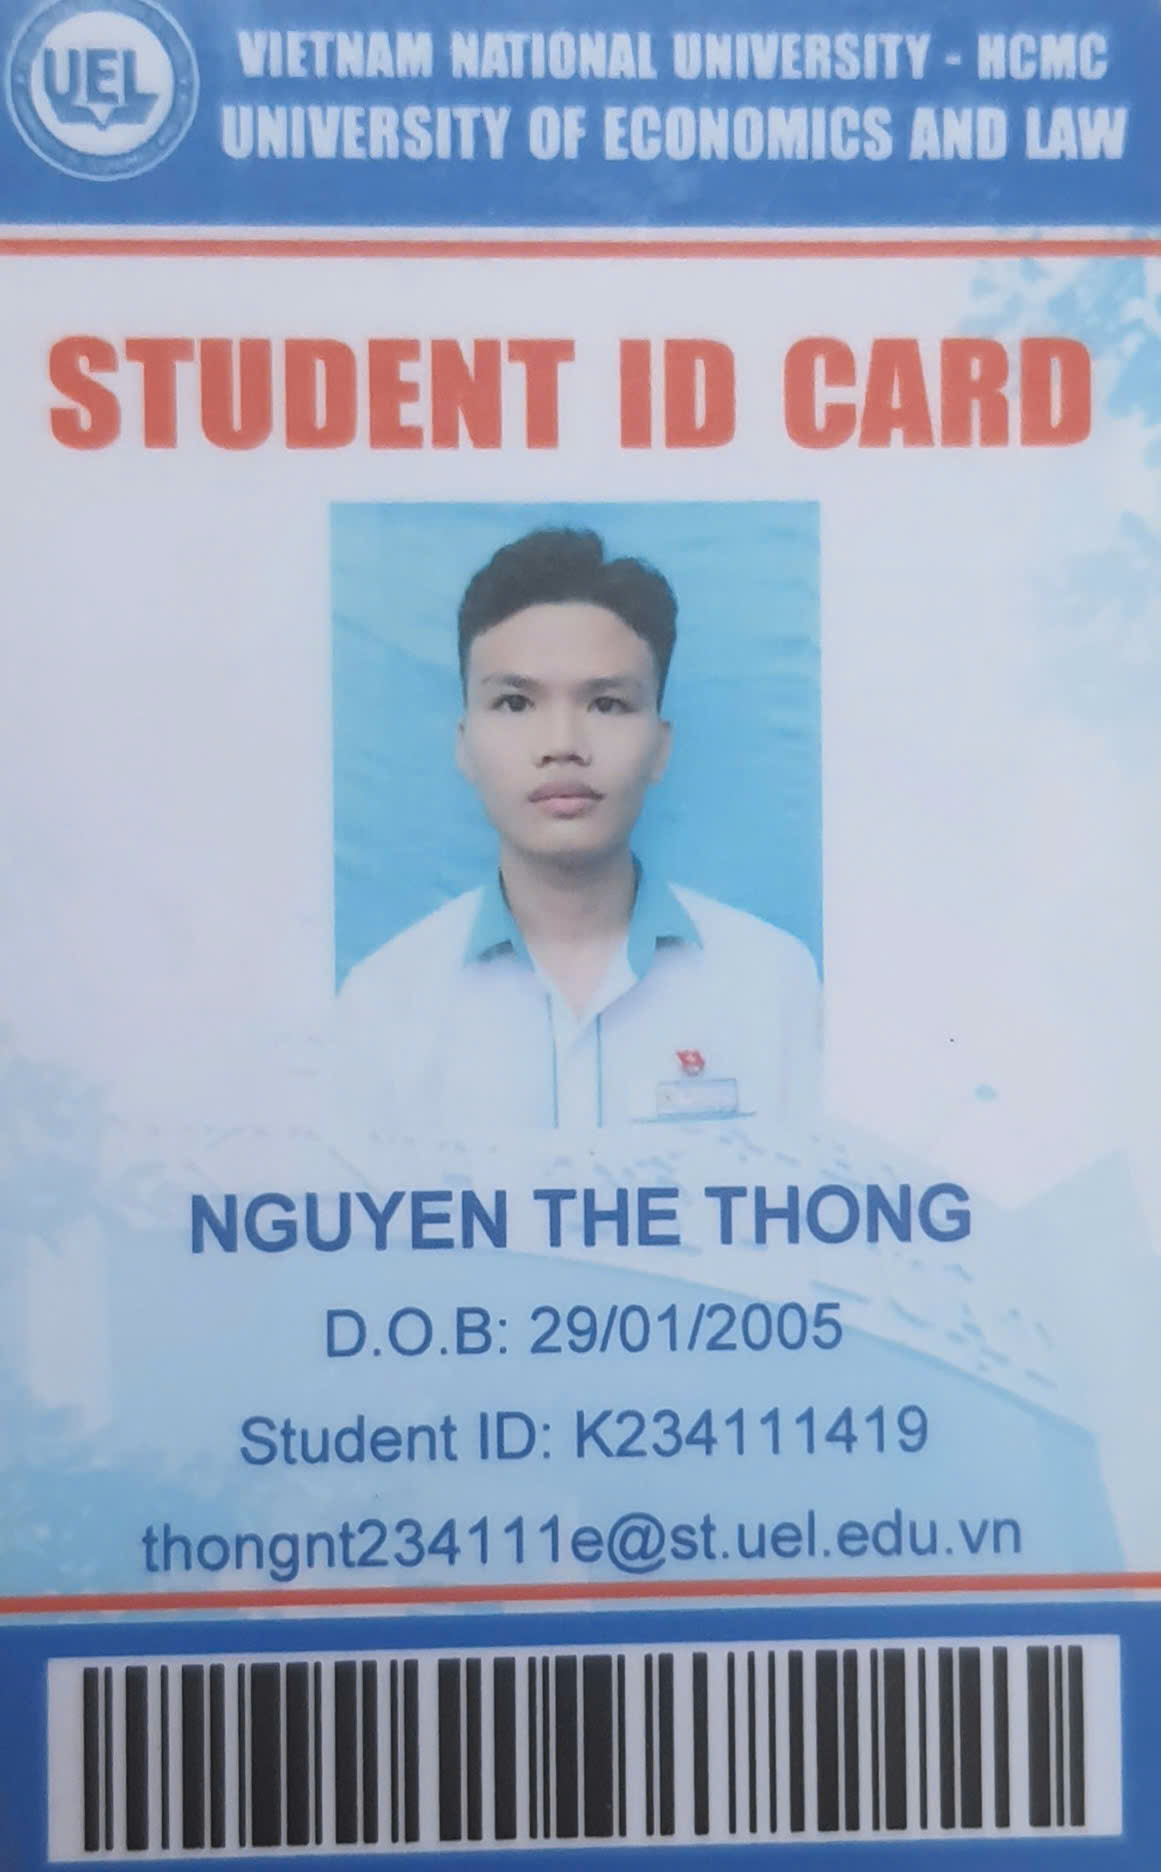 UEL
VIETNAM NATIONAL UNIVERSITY - HCMC
UNIVERSITY OF ECONOMICS AND LAW
STUDENT ID CARD
NGUYEN THE THONG
D.O.B: 29/01/2005
Student ID: K234111419
thongnt234111e@st.uel.edu.vn